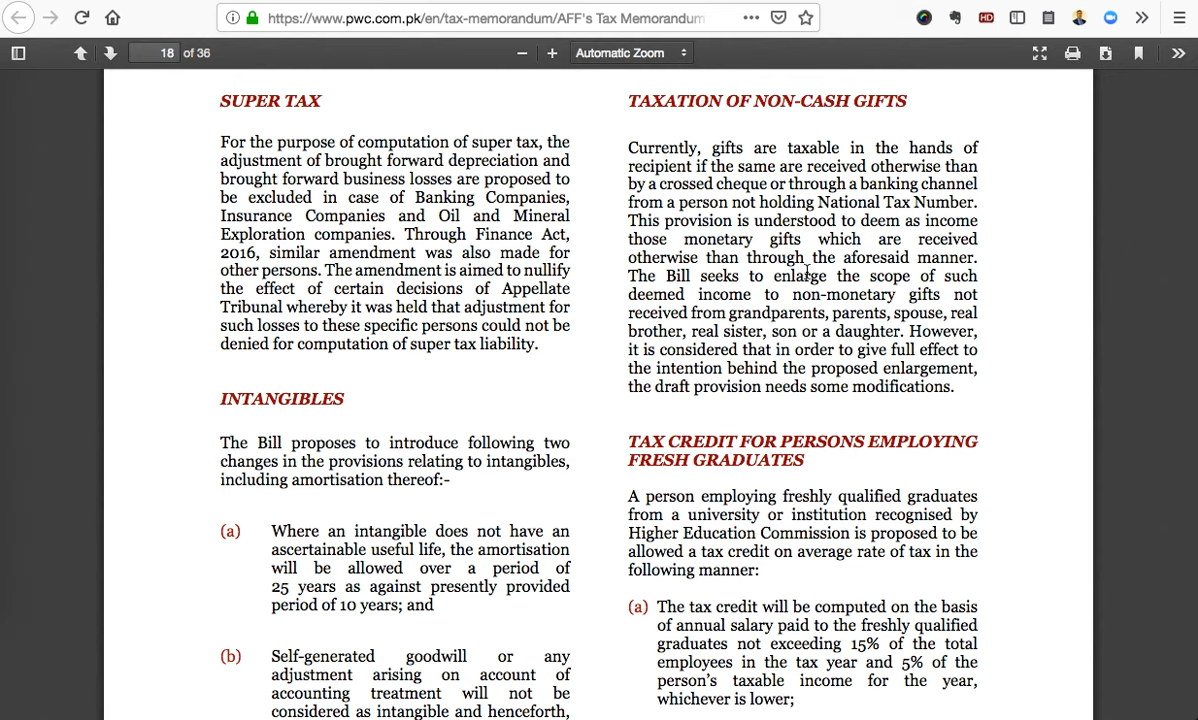 https://www.pwc.com.pk/en/tax-memorandum/AFF's Tax Memorandum
HD
18 of 36
Automatic Zoom
SUPER TAX
For the purpose of computation of super tax, the
adjustment of brought forward depreciation and
brought forward business losses are proposed to
be excluded in case of Banking Companies,
Insurance Companies and Oil and Mineral
Exploration companies. Through Finance Act,
2016, similar amendment was also made for
other persons. The amendment is aimed to nullify
the effect of certain decisions of Appellate
Tribunal whereby it was held that adjustment for
such losses to these specific persons could not be
denied for computation of super tax liability.
INTANGIBLES
The Bill proposes to introduce following two
changes in the provisions relating to intangibles,
including amortisation thereof:-
(a) Where an intangible does not have an
ascertainable useful life, the amortisation
will be allowed over a period of
25 years as against presently provided
period of 10 years; and
(b) Self-generated goodwill or any
adjustment arising on account of
accounting treatment will not be
considered as intangible and henceforth,
TAXATION OF NON-CASH GIFTS
Currently, gifts are taxable in the hands of
recipient if the same are received otherwise than
by a crossed cheque or through a banking channel
from a person not holding National Tax Number.
This provision is understood to deem as income
those monetary gifts which are received
otherwise than through the aforesaid manner.
The Bill seeks to enlarge the scope of such
deemed income to non-monetary gifts not
received from grandparents, parents, spouse, real
brother, real sister, son or a daughter. However,
it is considered that in order to give full effect to
the intention behind the proposed enlargement,
the draft provision needs some modifications.
TAX CREDIT FOR PERSONS EMPLOYING
FRESH GRADUATES
A person employing freshly qualified graduates
from a university or institution recognised by
Higher Education Commission is proposed to be
allowed a tax credit on average rate of tax in the
following manner:
(a) The tax credit will be computed on the basis
of annual salary paid to the freshly qualified
graduates not exceeding 15% of the total
employees in the tax year and 5% of the
person's taxable income for the year,
whichever is lower;